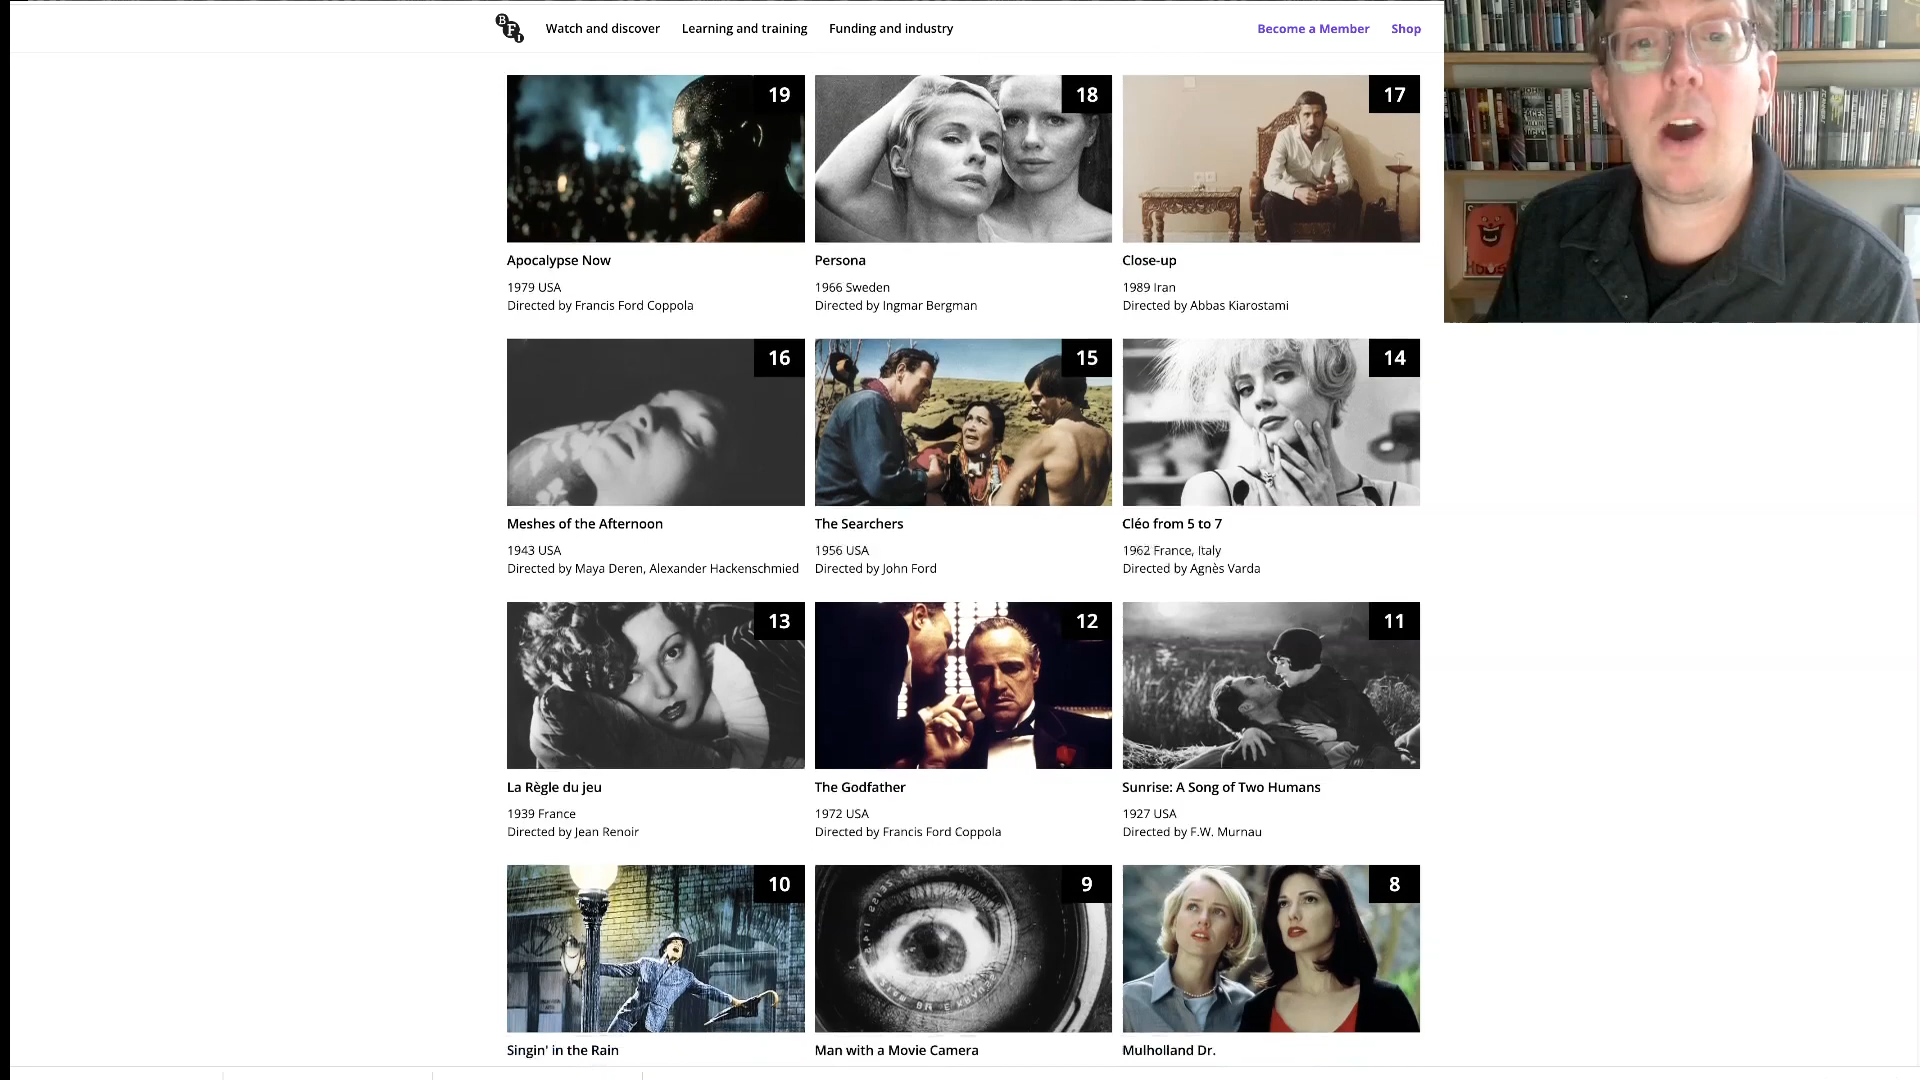 BFI
Watch and discover
Learning and training
Funding and industry
Become a Member
Shop
19
18
17
Apocalypse Now
1979 USA
Directed by Francis Ford Coppola
Persona
1966 Sweden
Directed by Ingmar Bergman
Close-up
1989 Iran
Directed by Abbas Kiarostami
16
15
14
Meshes of the Afternoon
1943 USA
Directed by Maya Deren, Alexander Hackenschmied
The Searchers
1956 USA
Directed by John Ford
Cléo from 5 to 7
1962 France, Italy
Directed by Agnès Varda
13
12
11
La Règle du jeu
1939 France
Directed by Jean Renoir
The Godfather
1972 USA
Directed by Francis Ford Coppola
Sunrise: A Song of Two Humans
1927 USA
Directed by F.W. Murnau
10
9
8
Singin' in the Rain
Man with a Movie Camera
Mulholland Dr.